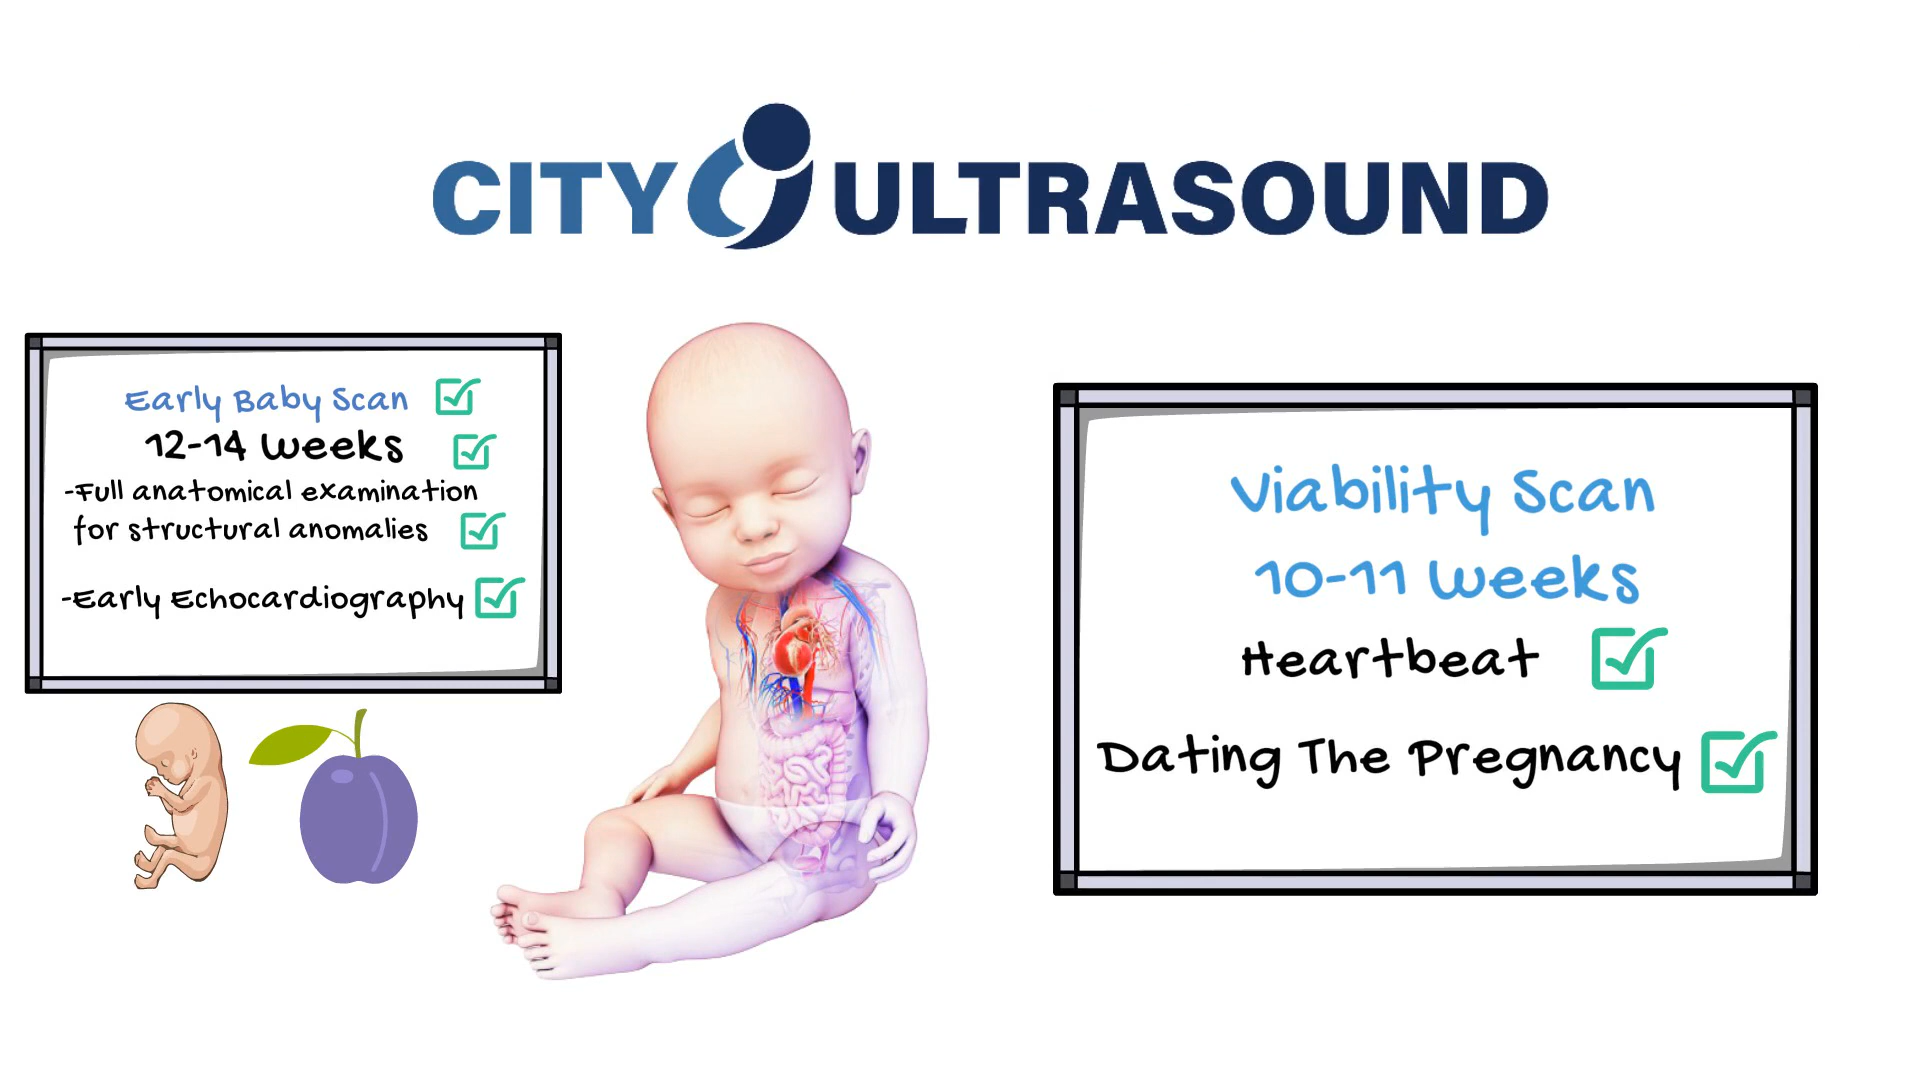 CITY ULTRASOUND
Early Baby Scan
12-14 weeks
-Full anatomical examination
for structural anomalies
-Early Echocardiography
Viability Scan
10-11 weeks
Heartbeat
Dating The Pregnancy